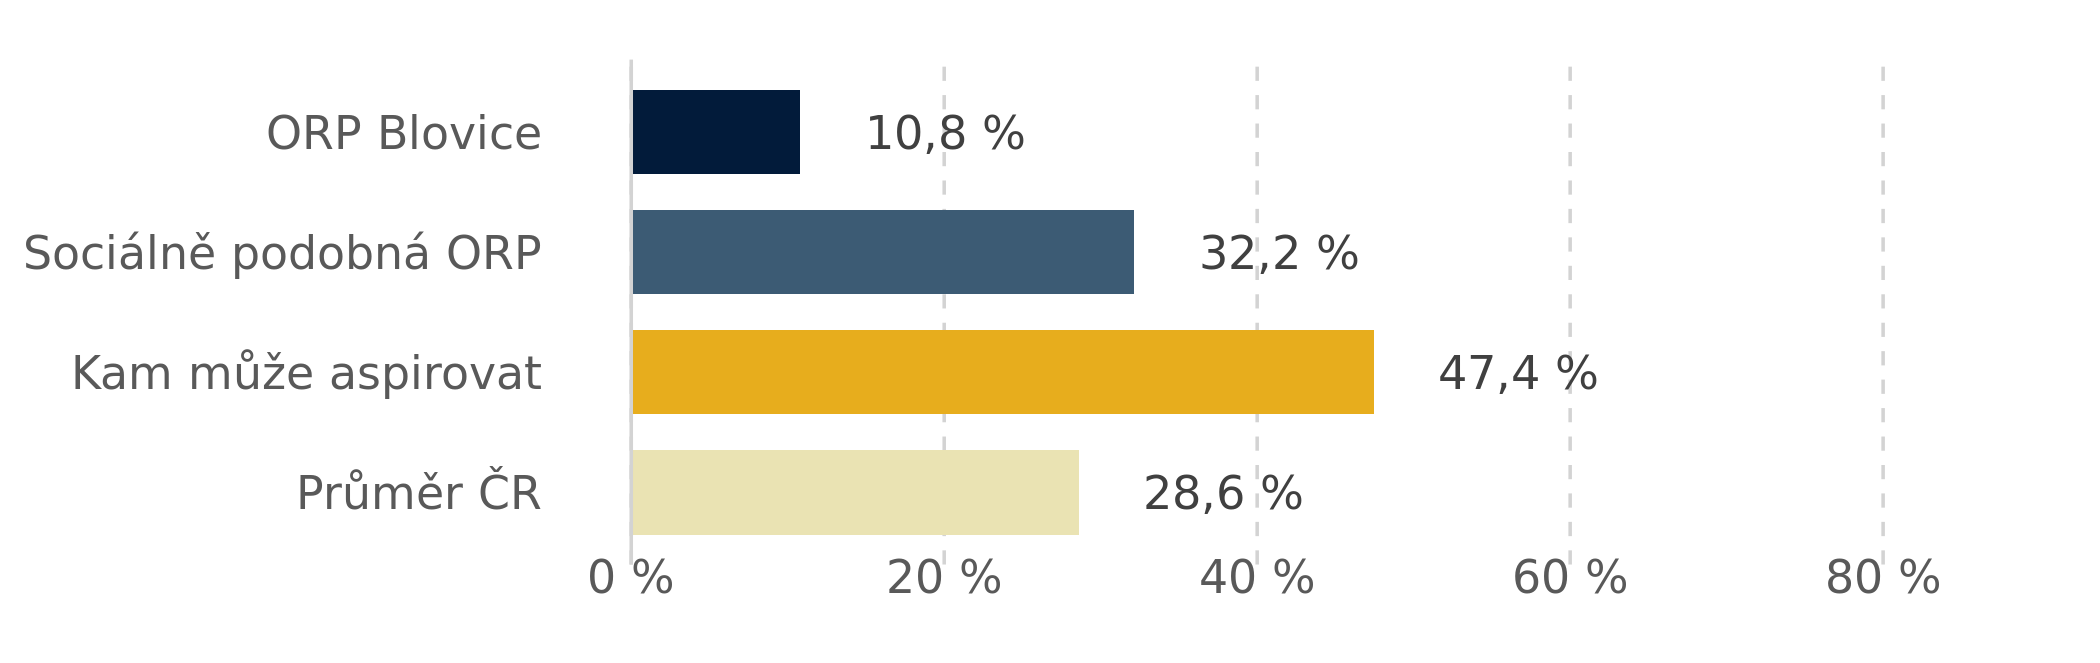 ORP Blovice 10,8 %
Sociálně podobná ORP 32,2 %
Kam může aspirovat 47,4 %
Průměr ČR 28,6 %
0 % 20 % 40 % 60 % 80 %